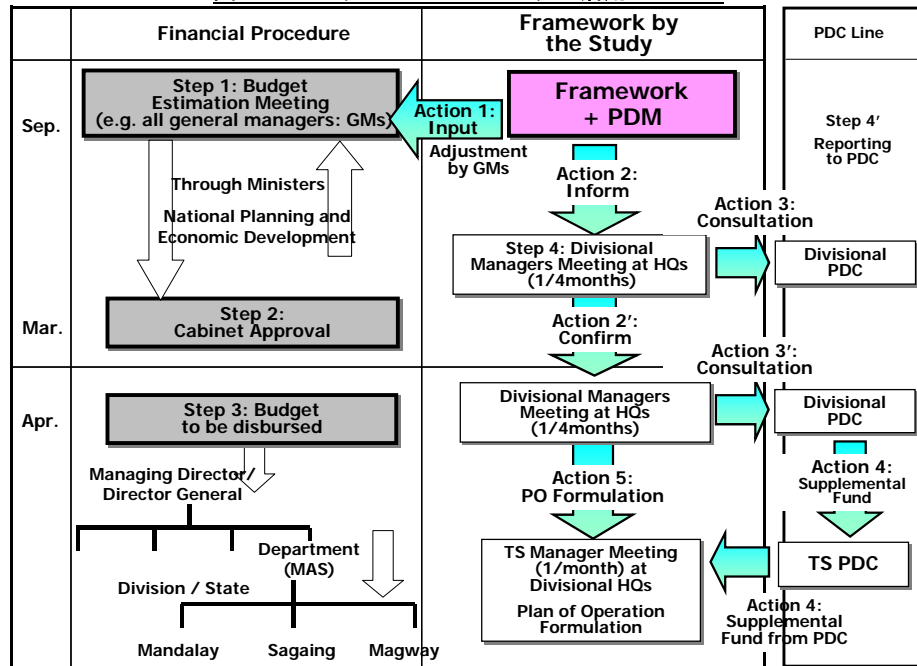 Financial Procedure
Framework by
the Study
PDC Line
Sep.
Step 1: Budget
Estimation Meeting
(e.g. all general managers: GMs)
Action 1:
Input
Adjustment
by GMs
Framework
+ PDM
Step 4'
Reporting
to PDC
Through Ministers
National Planning and
Economic Development
Action 2:
Inform
Action 3:
Consultation
Step 4: Divisional
Managers Meeting at HQs
(1/4months)
Divisional
PDC
Mar.
Step 2:
Cabinet Approval
Action 2':
Confirm
Action 3':
Consultation
Apr.
Step 3: Budget
to be disbursed
Divisional Managers
Meeting at HQs
(1/4months)
Divisional
PDC
Managing Director/
Director General
Action 5:
PO Formulation
Action 4:
Supplemental
Fund
Department
(MAS)
Division / State
Mandalay
Sagaing
Magway
TS Manager Meeting
(1/month) at
Divisional HQs
Plan of Operation
Formulation
TS PDC
Action 4:
Supplemental
Fund from PDC